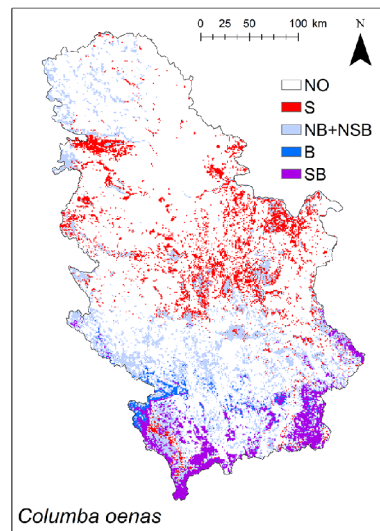 0 25 50 100 km
N
NO
S
NB+NSB
B
SB
Columba oenas